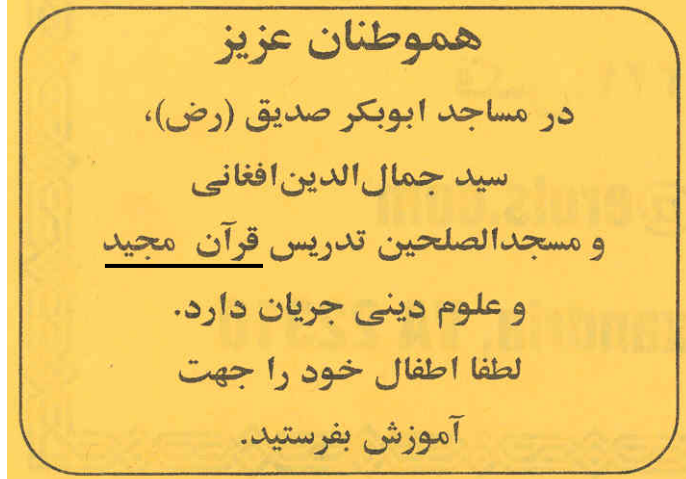 هموطنان عزیز
در مساجد ابوبکر صدیق (رض)،
سید جمال‌الدین افغانی
و مسجدالصلحین تدریس قرآن مجید
و علوم دینی جریان دارد.
لطفا اطفال خود را جهت
آموزش بفرستید.